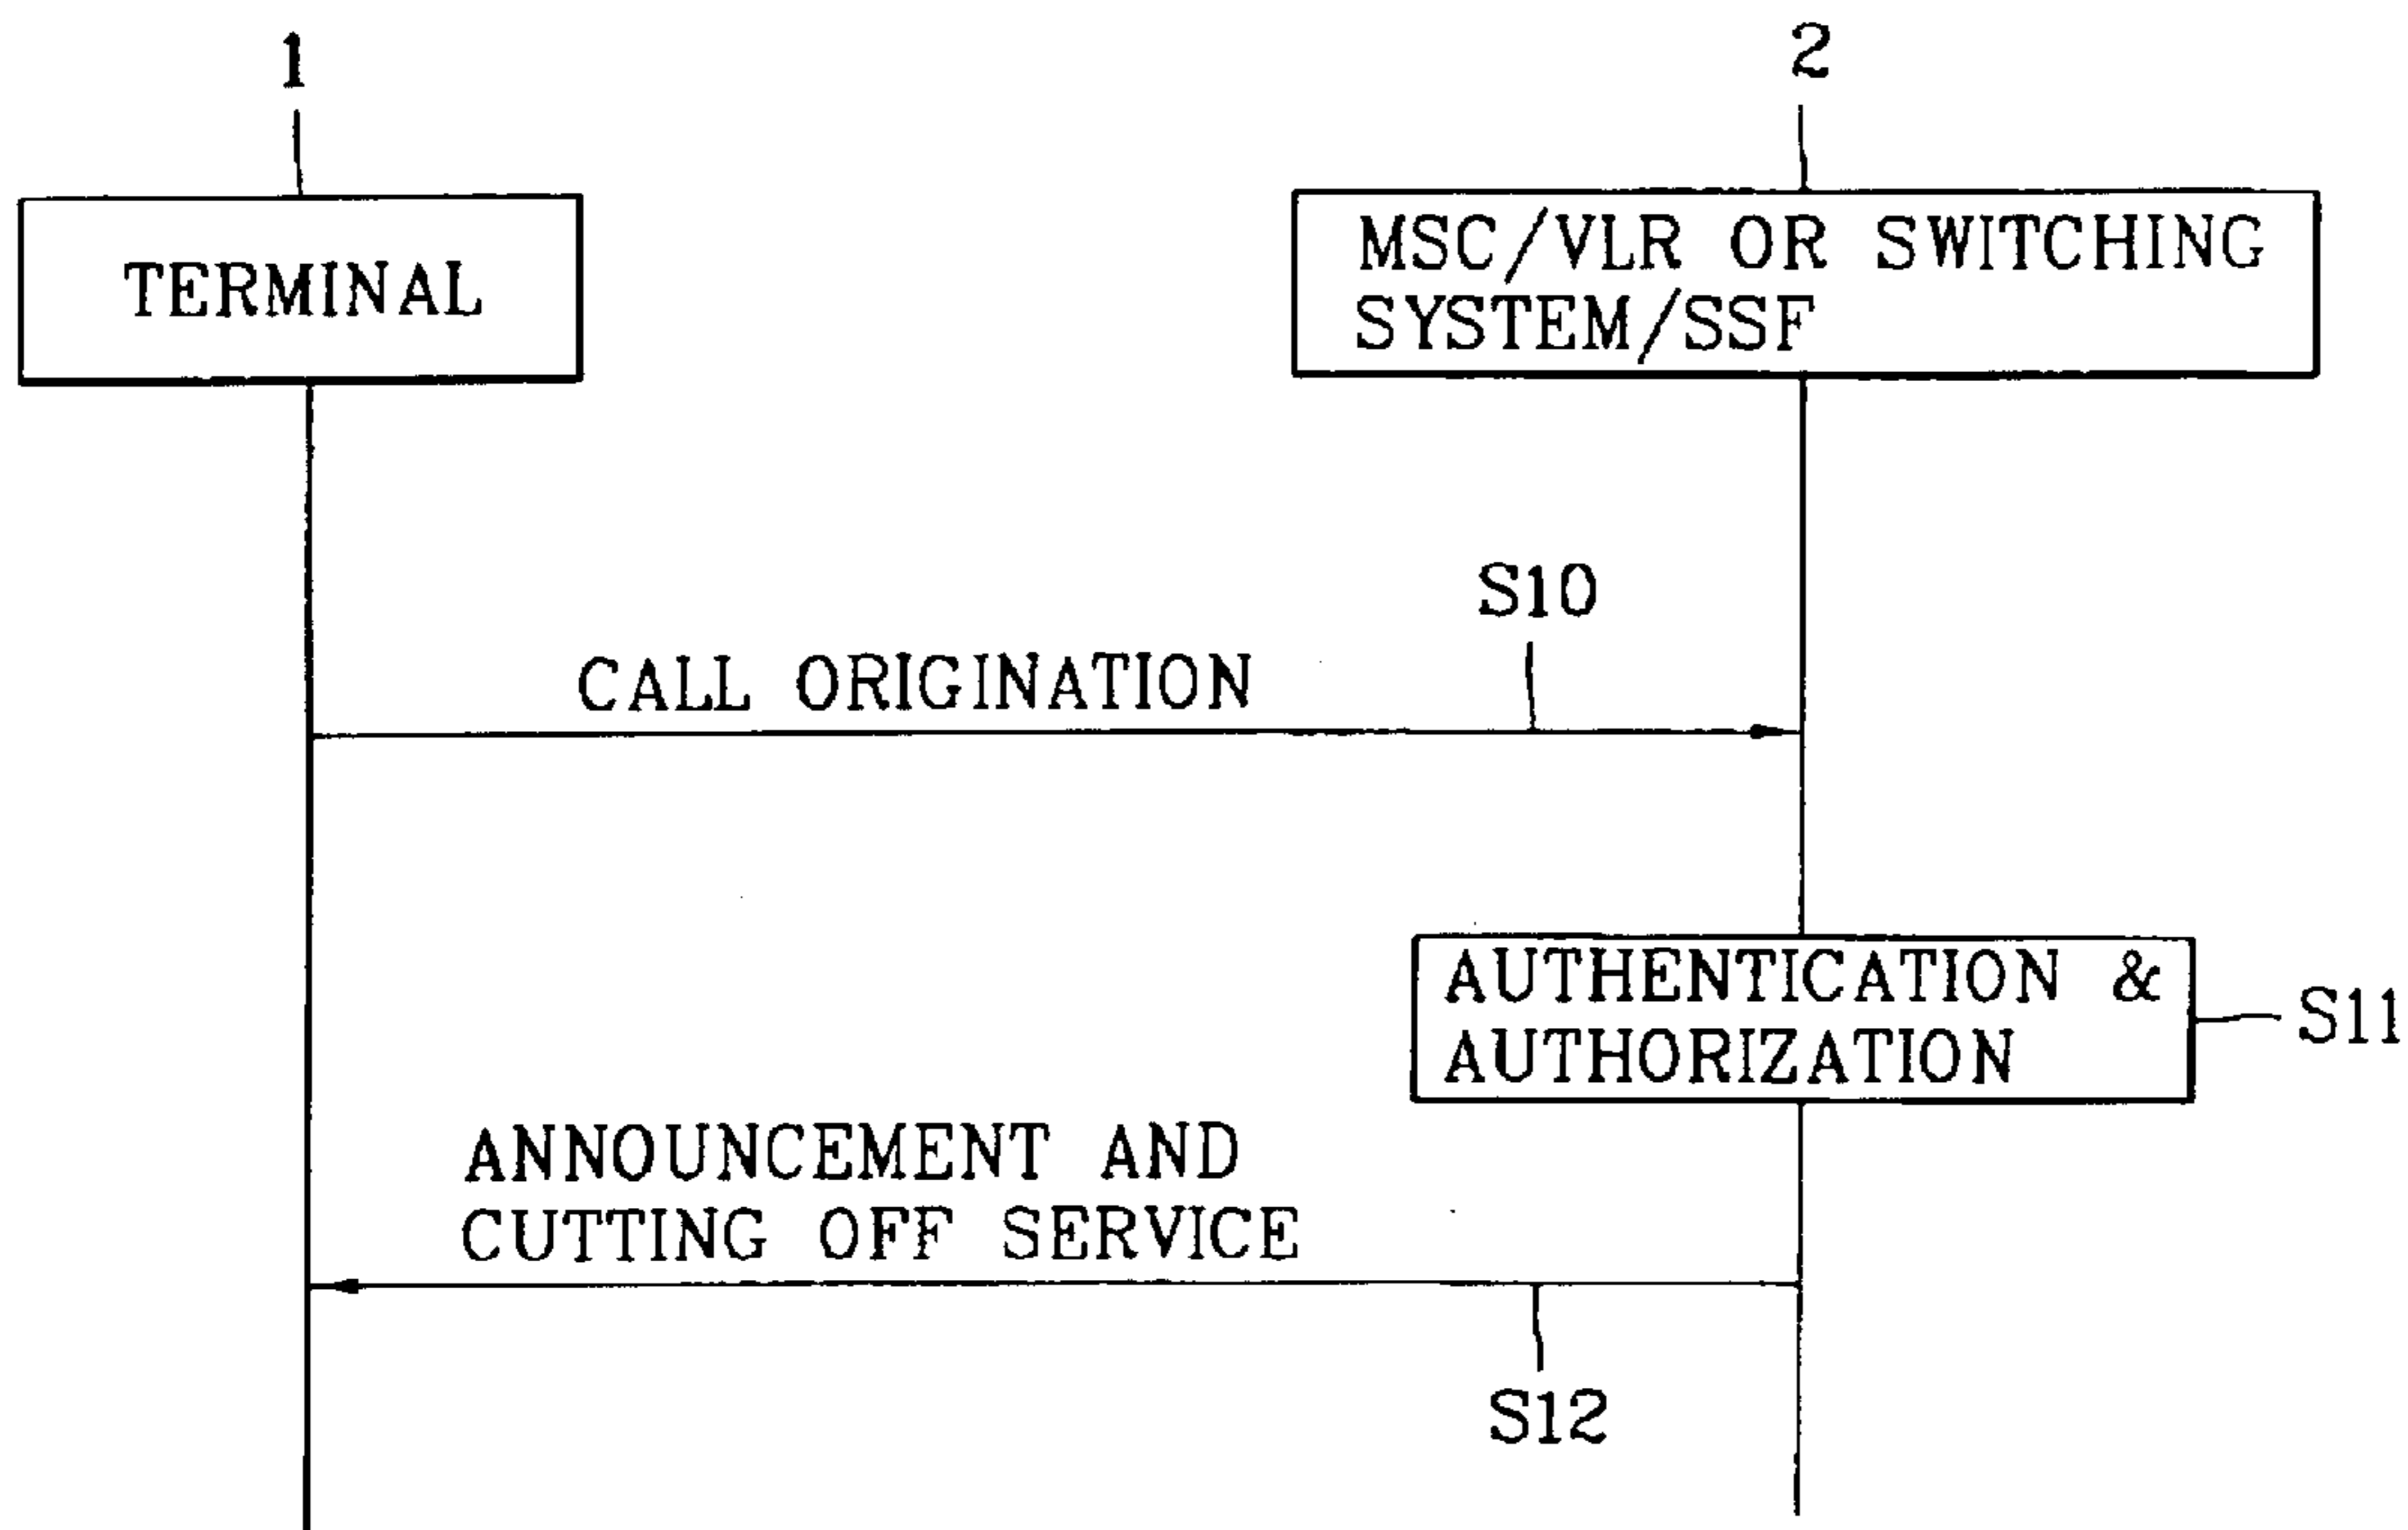 1
2
TERMINAL
MSC/VLR OR SWITCHING
SYSTEM/SSF
S10
CALL ORIGINATION
AUTHENTICATION &
AUTHORIZATION
S11
ANNOUNCEMENT AND
CUTTING OFF SERVICE
S12